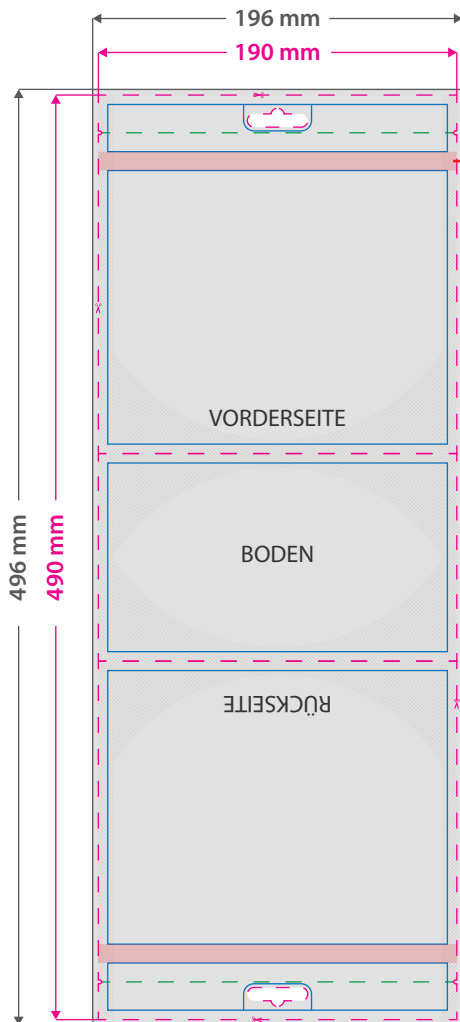 196 mm
190 mm
496 mm
490 mm
VORDERSEITE
BODEN
RÜCKSEITE